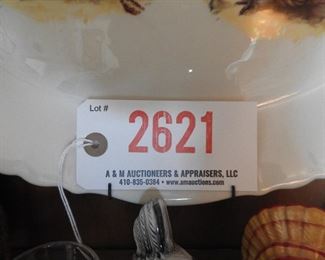 Lot #
2621
A & M AUCTIONEERS & APPRAISERS, LLC
410-835-0384 • www.amauctions.com